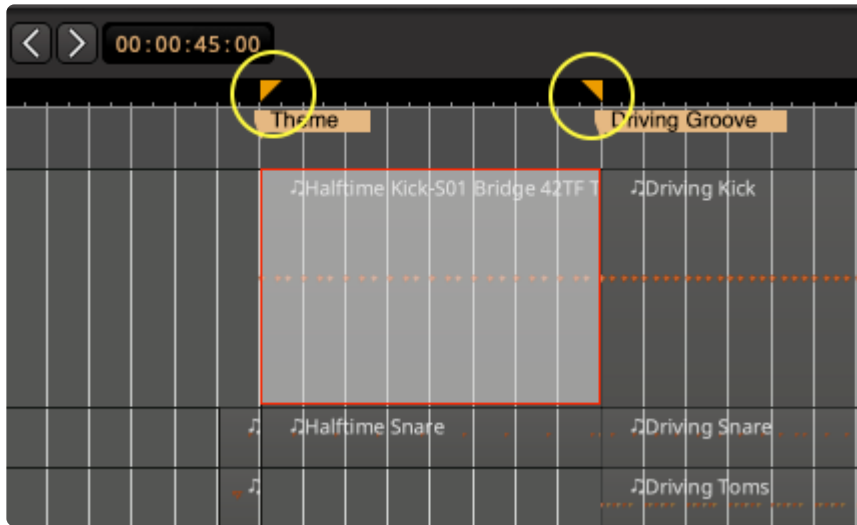 00:00:45:00
Theme
Driving Groove
♫Halftime Kick-S01 Bridge 42TF T
♫Driving Kick
♫Halftime Snare
♫Driving Snare
♫Driving Toms